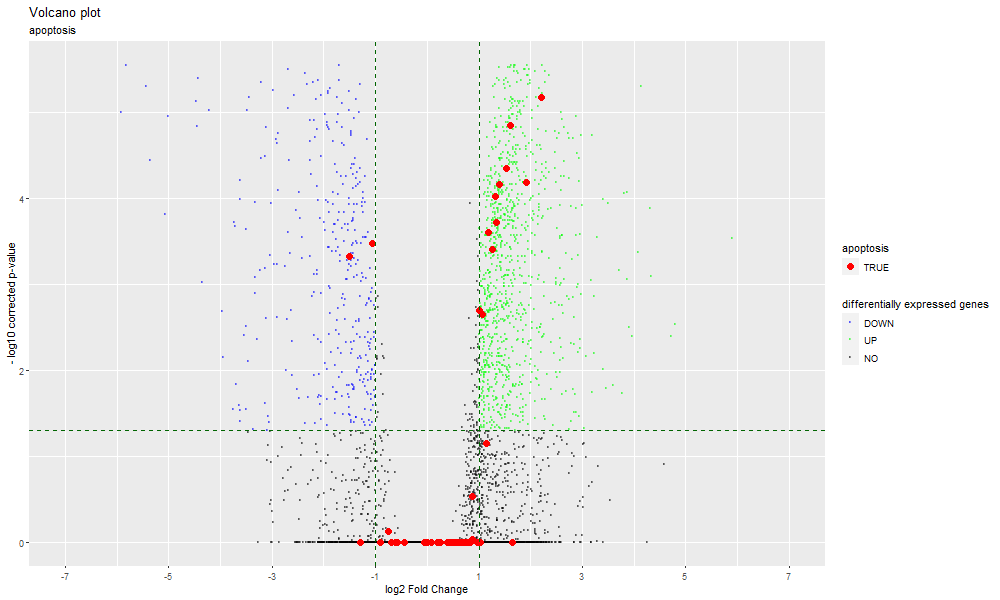 Volcano plot
apoptosis
- log10 corrected p-value
4
2
0
-7
-5
-3
-1
1
3
5
7
log2 Fold Change
apoptosis
TRUE
differentially expressed genes
DOWN
UP
NO